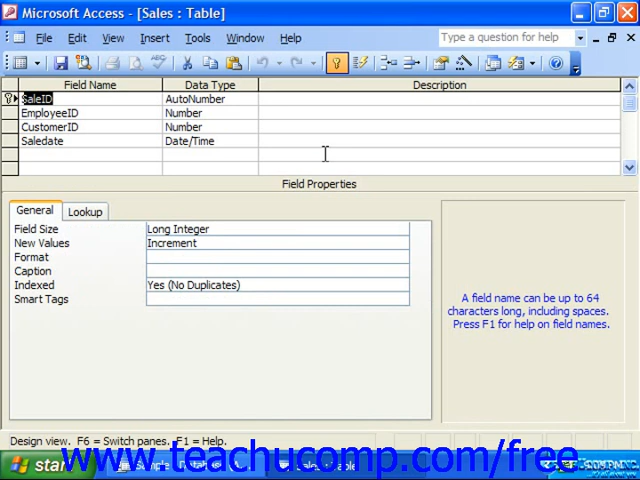 Microsoft Access - [Sales : Table]
File Edit View Insert Tools Window Help Type a question for help
Field Name Data Type Description
SaleID AutoNumber
EmployeeID Number
CustomerID Number
Saledate Date/Time
Field Properties
General Lookup
Field Size Long Integer
New Values Increment
Format
Caption
Indexed Yes (No Duplicates)
Smart Tags
A field name can be up to 64
characters long, including spaces.
Press F1 for help on field names.
Design view. F6 = Switch panes. F1 = Help.
start
www.teachucomp.com/free